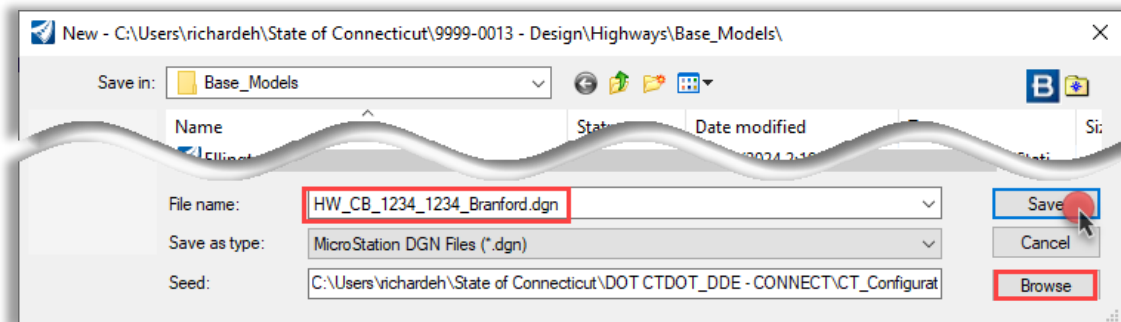 New - C:\Users\richardeh\State of Connecticut\9999-0013 - Design\Highways\Base_Models\
Save in: Base_Models
Name Date modified
File name: HW_CB_1234_1234_Branford.dgn Save
Save as type: MicroStation DGN Files (*.dgn) Cancel
Seed: C:\Users\richardeh\State of Connecticut\DOT CTDOT_DDE - CONNECT\CT_Configurat Browse